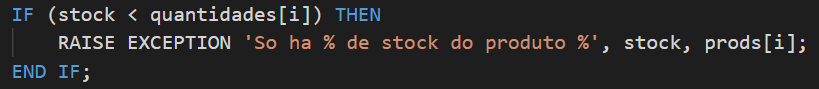 IF (stock < quantidades[i]) THEN
RAISE EXCEPTION 'So ha % de stock do produto %', stock, prods[i];
END IF;